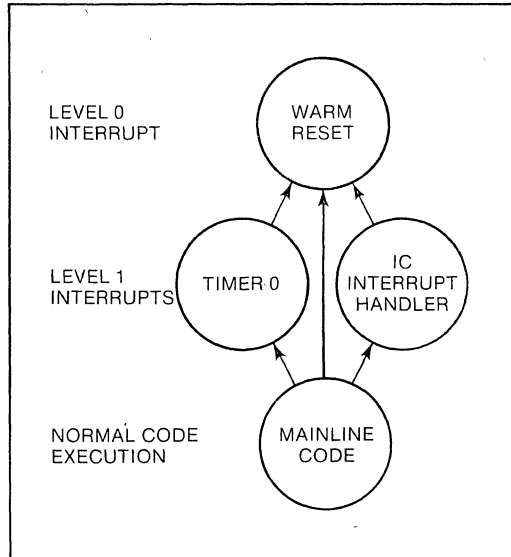 LEVEL 0
INTERRUPT
WARM
RESET
LEVEL 1
INTERRUPTS
TIMER 0
IC
INTERRUPT
HANDLER
NORMAL CODE
EXECUTION
MAINLINE
CODE